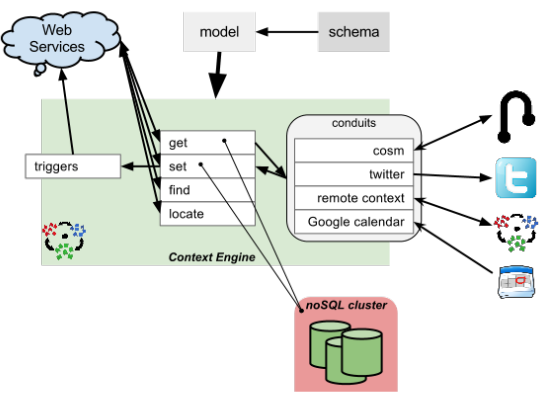 Web
Services
model
schema
conduits
get
set
find
locate
triggers
cosm
twitter
remote context
Google calendar
Context Engine
noSQL cluster
t